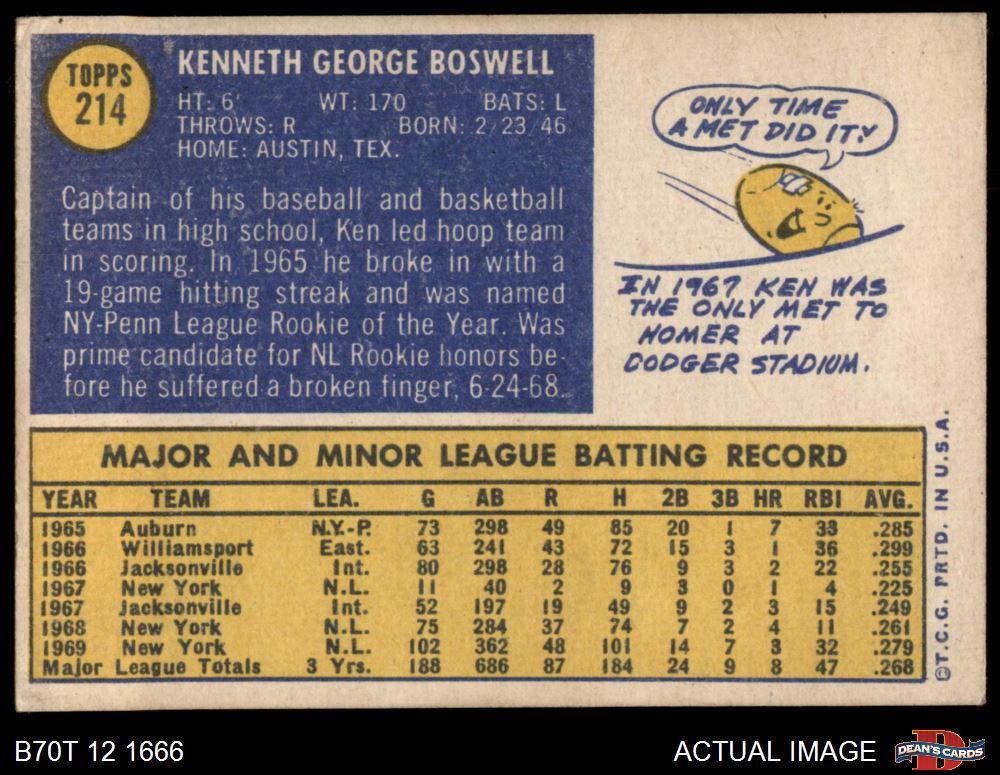 TOPPS
214
KENNETH GEORGE BOSWELL
HT: 6' WT: 170 BATS: L
THROWS: R BORN: 2/23/46
HOME: AUSTIN, TEX.
Captain of his baseball and basketball
teams in high school, Ken led hoop team
in scoring. In 1965 he broke in with a
19-game hitting streak and was named
NY-Penn League Rookie of the Year. Was
prime candidate for NL Rookie honors be-
fore he suffered a broken finger, 6-24-68.
ONLY TIME
A MET DID IT!
IN 1967 KEN WAS
THE ONLY MET TO
HOMER AT
DODGER STADIUM.
MAJOR AND MINOR LEAGUE BATTING RECORD
YEAR TEAM LEA. G AB R H 2B 3B HR RBI AVG.
1965 Auburn N.Y.-P. 73 298 49 85 20 1 7 33 .285
1966 Williamsport East. 63 241 43 72 15 3 1 36 .299
1966 Jacksonville Int. 80 298 28 76 9 3 2 22 .255
1967 New York N.L. 11 40 2 9 3 0 1 4 .225
1967 Jacksonville Int. 52 197 19 49 9 2 3 15 .249
1968 New York N.L. 75 284 37 74 7 2 4 11 .261
1969 New York N.L. 102 362 48 101 14 7 3 32 .279
Major League Totals 3 Yrs. 188 686 87 184 24 9 8 47 .268
©T.C.G. PRTD. IN U.S.A.
B70T 12 1666
ACTUAL IMAGE
DEAN'S CARDS